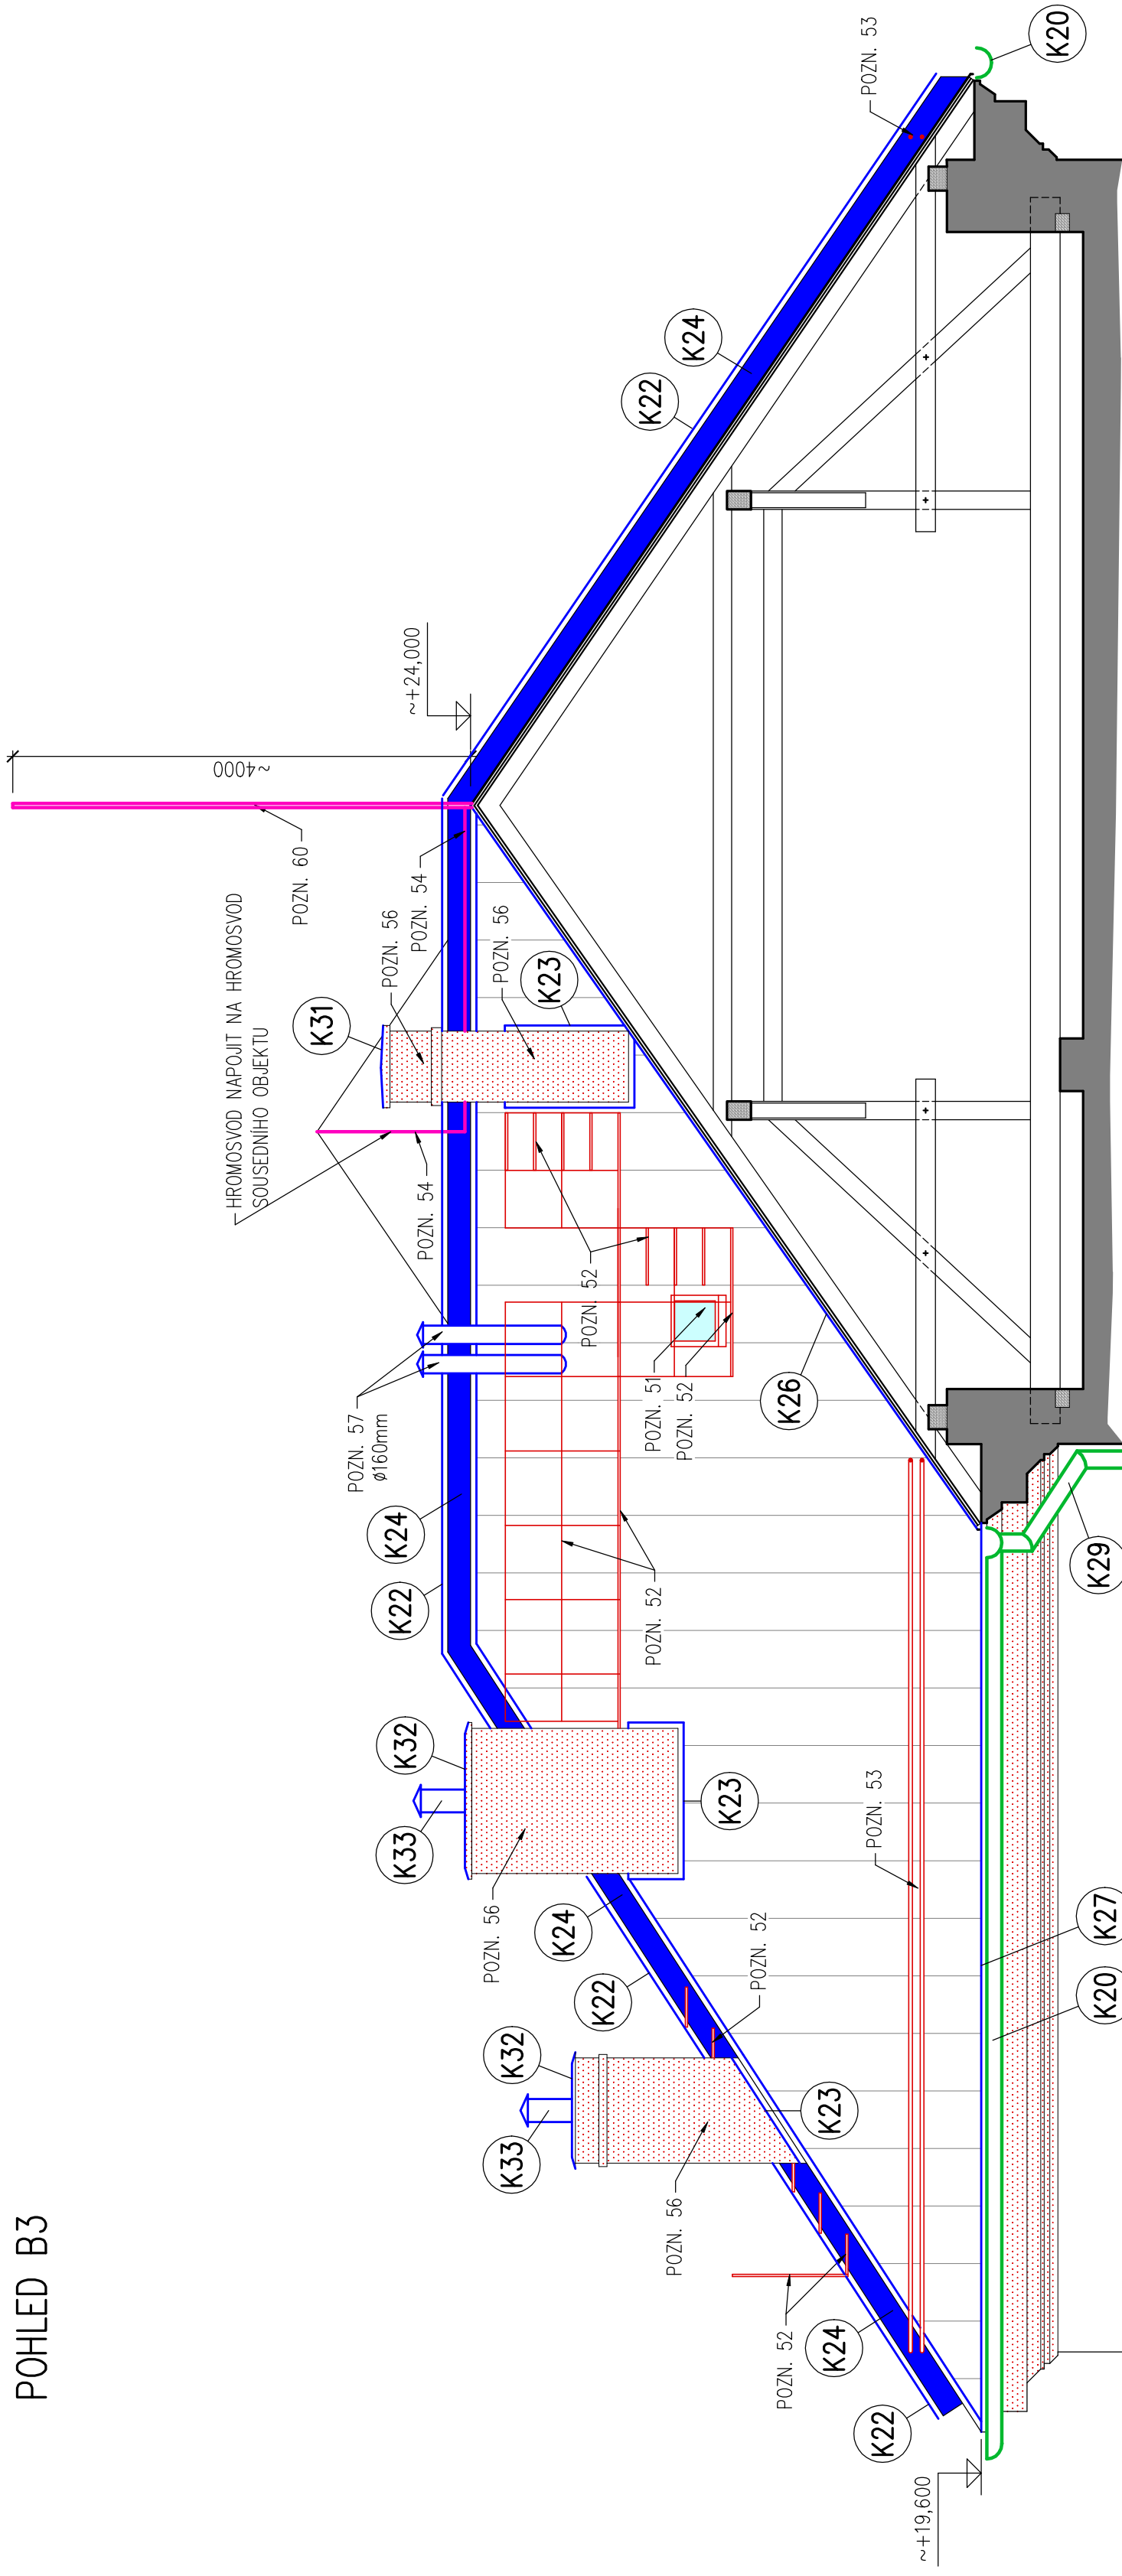 POHLED B3
~4000
~+24,000
POZN. 60
HROMOSVOD NAPOJIT NA HROMOSVOD
SOUSEDNÍHO OBJEKTU
K31
POZN. 56
POZN. 54
POZN. 56
K23
POZN. 54
POZN. 57
ø160mm
POZN. 52
POZN. 51
POZN. 52
K22
K24
K26
K22
K24
POZN. 53
K20
K32
K33
POZN. 56
K23
POZN. 52
K24
K22
K32
K33
POZN. 52
POZN. 56
K23
POZN. 53
POZN. 52
K24
K22
~+19,600
K20
K27
K29